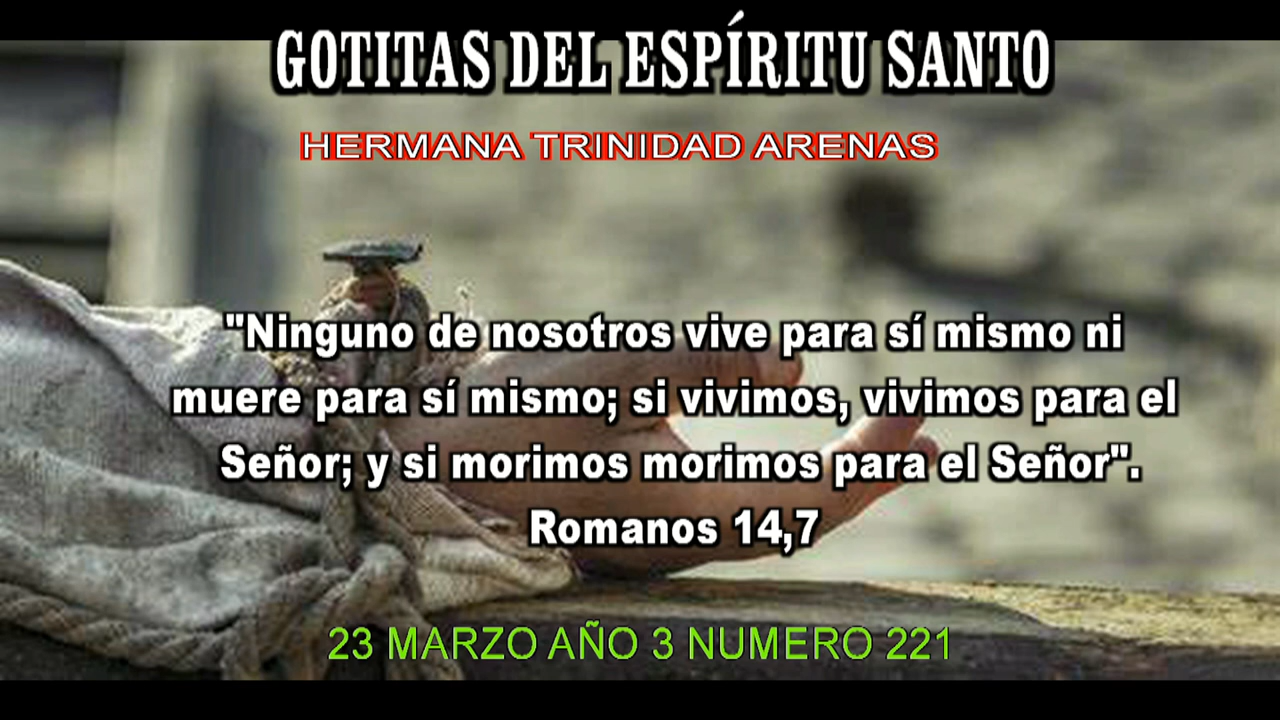 GOTITAS DEL ESPÍRITU SANTO
HERMANA TRINIDAD ARENAS
"Ninguno de nosotros vive para sí mismo ni
muere para sí mismo; si vivimos, vivimos para el
Señor; y si morimos morimos para el Señor".
Romanos 14,7
23 MARZO AÑO 3 NUMERO 221